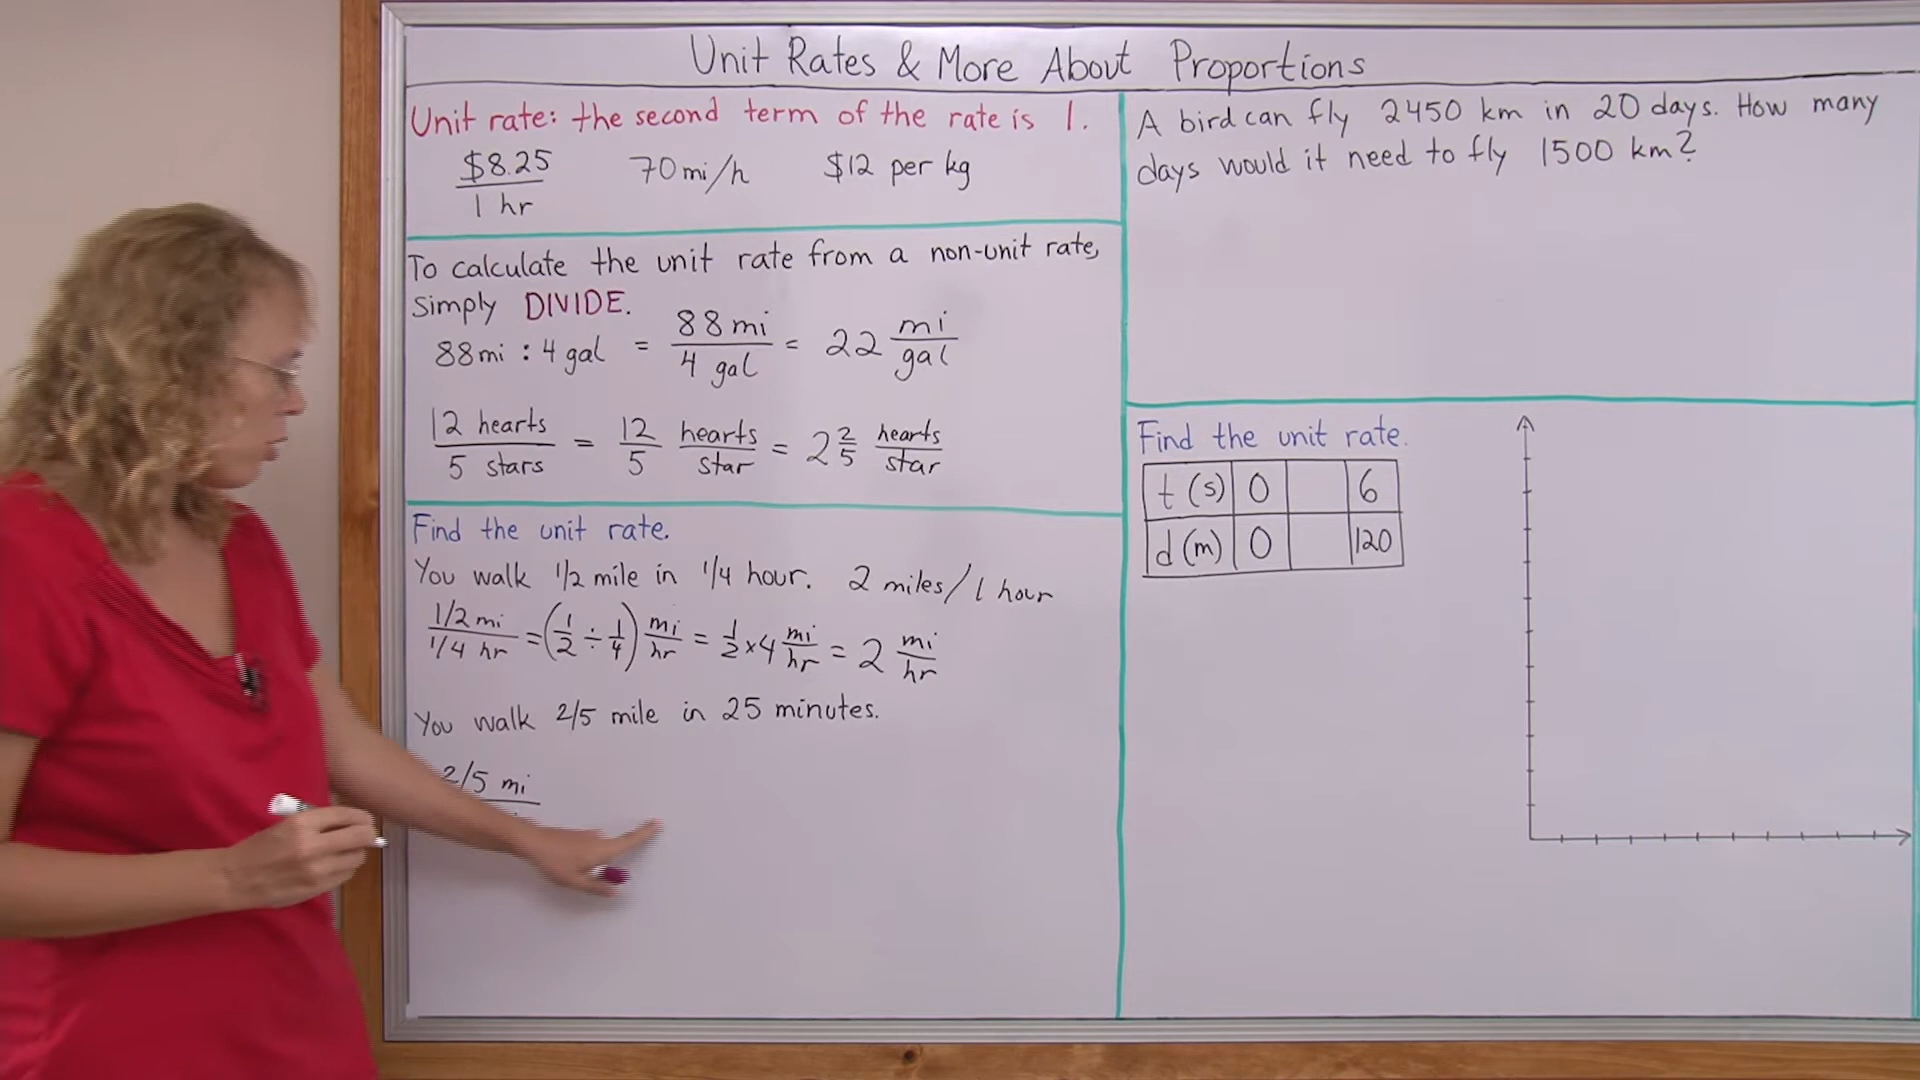 Unit Rates & More About Proportions
Unit rate: the second term of the rate is 1.
$8.25 / 1 hr 70 mi/h $12 per kg
To calculate the unit rate from a non-unit rate,
simply DIVIDE.
88mi : 4 gal = 88 mi / 4 gal = 22 mi / gal
12 hearts / 5 stars = 12/5 hearts / star = 2 2/5 hearts / star
Find the unit rate.
You walk 1/2 mile in 1/4 hour. 2 miles / 1 hour
1/2 mi / 1/4 hr = (1/2 ÷ 1/4) mi / hr = 1/2 × 4 mi / hr = 2 mi / hr
You walk 2/5 mile in 25 minutes.
2/5 mi
A bird can fly 2450 km in 20 days. How many
days would it need to fly 1500 km?
Find the unit rate.
t (s) 0 6
d (m) 0 120